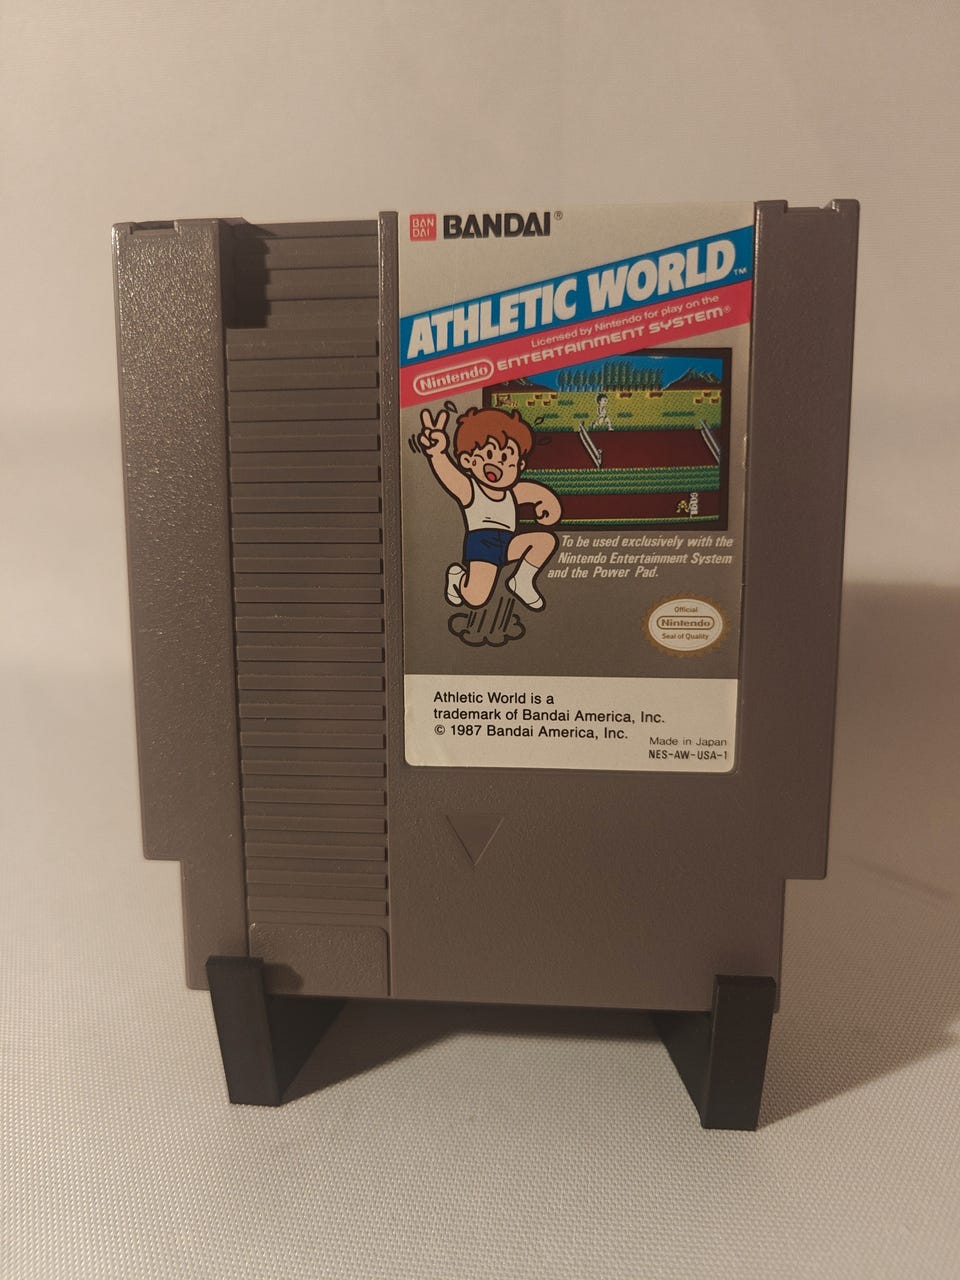 BAN
DAI
BANDAI®
ATHLETIC WORLD™
Licensed by Nintendo for play on the
Nintendo ENTERTAINMENT SYSTEM®
To be used exclusively with the
Nintendo Entertainment System
and the Power Pad.
Official
Nintendo
Seal of Quality
Athletic World is a
trademark of Bandai America, Inc.
© 1987 Bandai America, Inc.
Made in Japan
NES-AW-USA-1